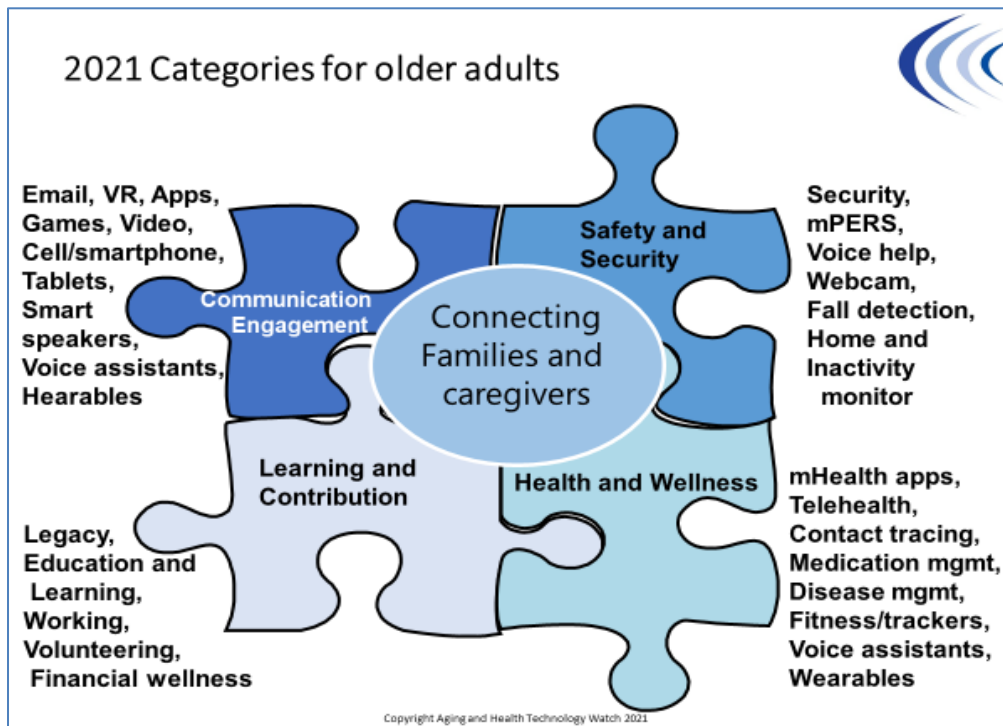 2021 Categories for older adults
Email, VR, Apps,
Games, Video,
Cell/smartphone,
Tablets,
Smart
speakers,
Voice assistants,
Hearables
Communication
Engagement
Safety and
Security
Security,
mPERS,
Voice help,
Webcam,
Fall detection,
Home and
Inactivity
monitor
Connecting
Families and
caregivers
Learning and
Contribution
Health and Wellness
Legacy,
Education and
Learning,
Working,
Volunteering,
Financial wellness
mHealth apps,
Telehealth,
Contact tracing,
Medication mgmt,
Disease mgmt,
Fitness/trackers,
Voice assistants,
Wearables
Copyright Aging and Health Technology Watch 2021